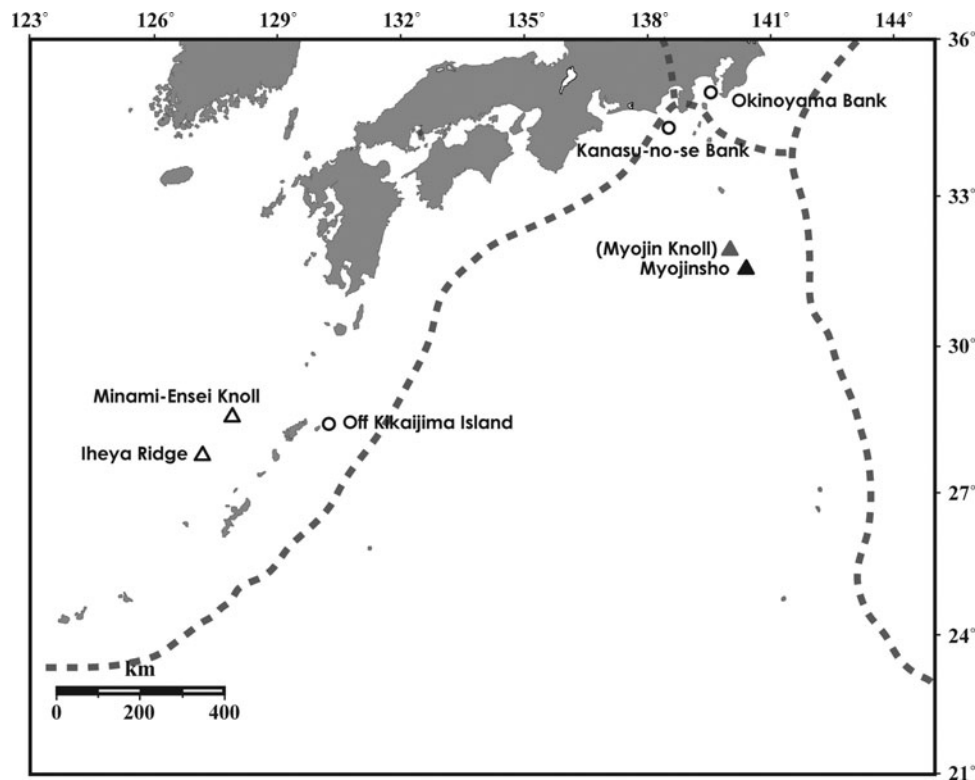 123° 126° 129° 132° 135° 138° 141° 144°
36°
Okinoyama Bank
Kanasu-no-se Bank
33°
(Myojin Knoll)
Myojinsho
30°
Minami-Ensei Knoll
Off Kikaijima Island
Iheya Ridge
27°
24°
km
0 200 400
21°